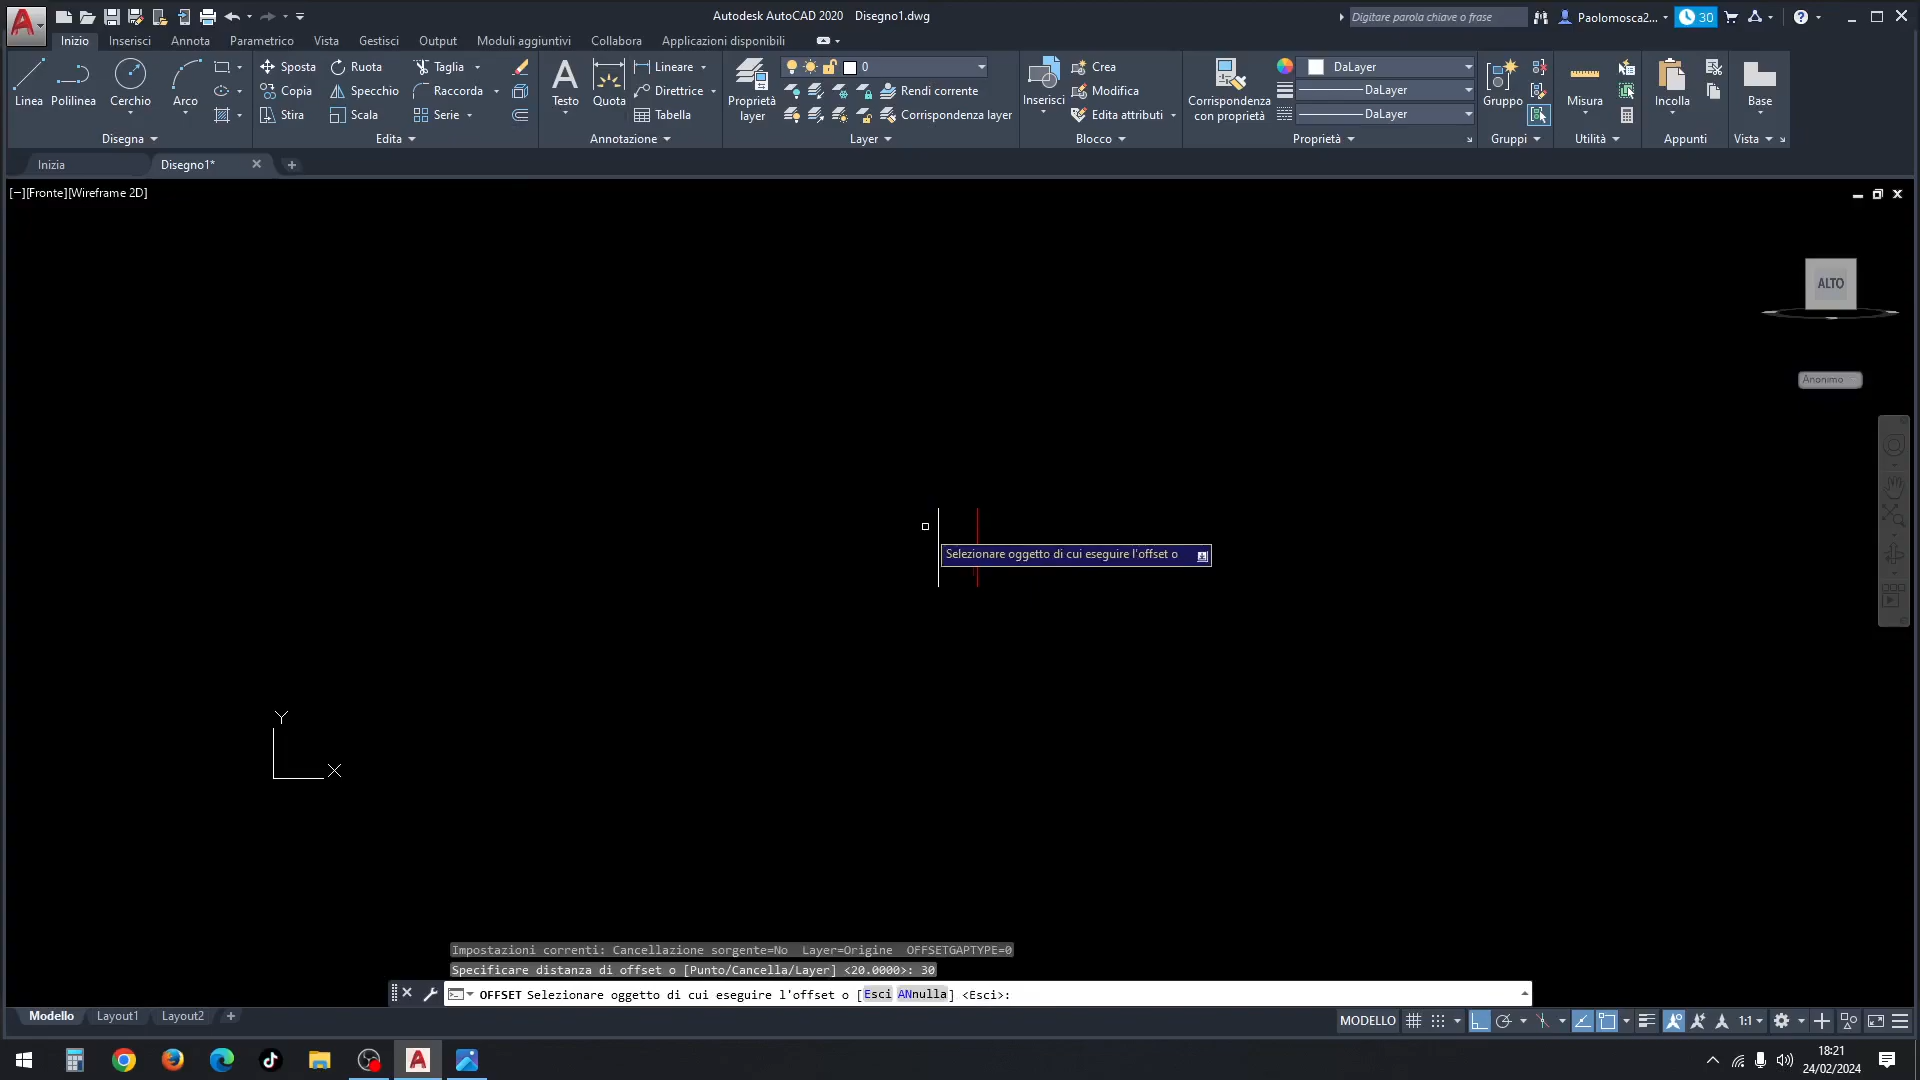 Autodesk AutoCAD 2020 Disegno1.dwg
Digitare parola chiave o frase
Paolomosca2...
30
Inizio Inserisci Annota Parametrico Vista Gestisci Output Moduli aggiuntivi Collabora Applicazioni disponibili
Linea Polilinea Cerchio Arco
Disegna
Sposta Ruota Taglia
Copia Specchio Raccorda
Stira Scala Serie
Edita
Testo Quota
Lineare
Direttrice
Tabella
Annotazione
Proprietà
layer
0
Rendi corrente
Corrispondenza layer
Layer
Inserisci
Crea
Modifica
Edita attributi
Blocco
Corrispondenza
con proprietà
DaLayer
DaLayer
DaLayer
Proprietà
Gruppo
Gruppi
Misura
Utilità
Incolla
Appunti
Base
Vista
Inizia Disegno1*
[−][Fronte][Wireframe 2D]
ALTO
Anonimo
Selezionare oggetto di cui eseguire l'offset o
Y
X
Impostazioni correnti: Cancellazione sorgente=No Layer=Origine OFFSETGAPTYPE=0
Specificare distanza di offset o [Punto/Cancella/Layer] <20.0000>: 30
OFFSET Selezionare oggetto di cui eseguire l'offset o [Esci ANnulla] <Esci>:
Modello Layout1 Layout2
MODELLO
1:1
18:21
24/02/2024